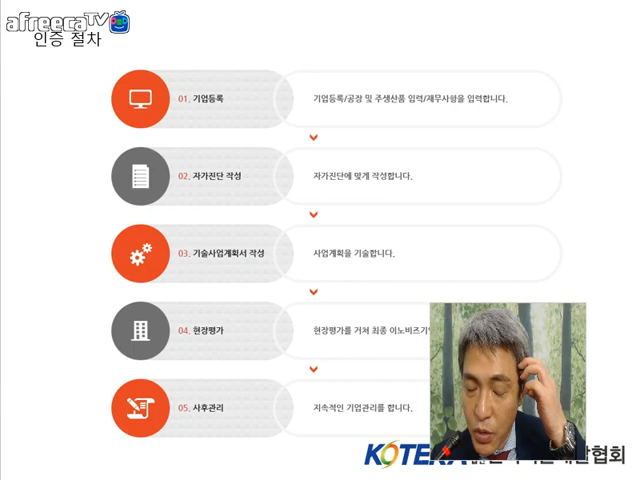 afreecaTV
인증 절차
01. 기업등록
기업등록/공장 및 주생산품 입력/재무사항을 입력합니다.
02. 자가진단 작성
자가진단에 맞게 작성합니다.
03. 기술사업계획서 작성
사업계획을 기술합니다.
04. 현장평가
현장평가를 거쳐 최종 이노비즈기업
05. 사후관리
지속적인 기업관리를 합니다.